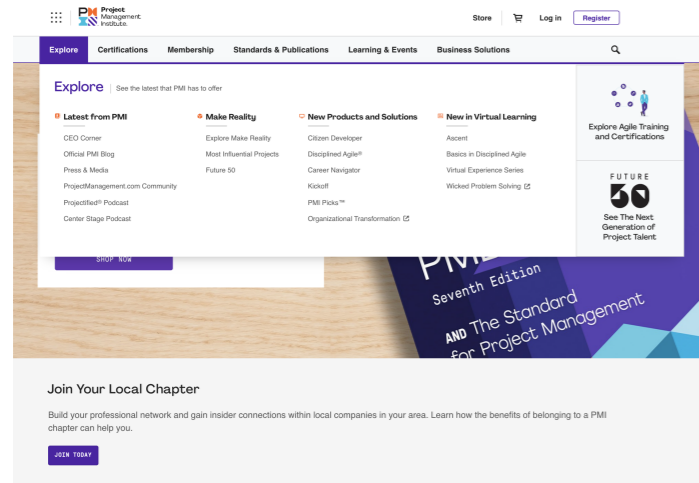 Project
Management
Institute.
Store
Log in
Register
Explore
Certifications
Membership
Standards & Publications
Learning & Events
Business Solutions
Explore
See the latest that PMI has to offer
Latest from PMI
CEO Corner
Official PMI Blog
Press & Media
ProjectManagement.com Community
Projectified® Podcast
Center Stage Podcast
Make Reality
Explore Make Reality
Most Influential Projects
Future 50
New Products and Solutions
Citizen Developer
Disciplined Agile®
Career Navigator
Kickoff
PMI Picks™
Organizational Transformation
New in Virtual Learning
Ascent
Basics in Disciplined Agile
Virtual Experience Series
Wicked Problem Solving
Explore Agile Training
and Certifications
FUTURE
50
See The Next
Generation of
Project Talent
SHOP NOW
Seventh Edition
AND The Standard
for Project Management
Join Your Local Chapter
Build your professional network and gain insider connections within local companies in your area. Learn how the benefits of belonging to a PMI
chapter can help you.
JOIN TODAY